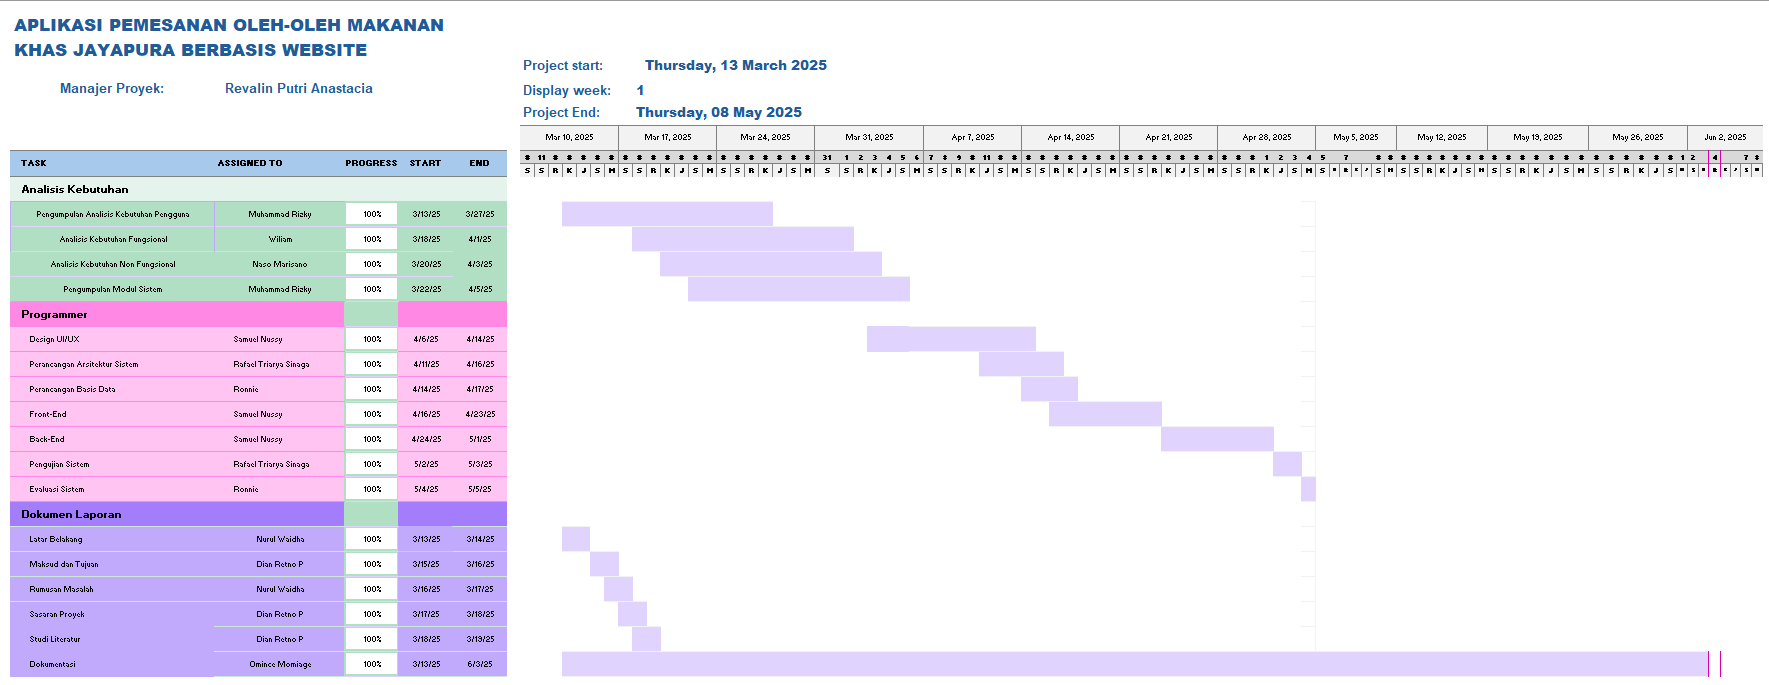 APLIKASI PEMESANAN OLEH-OLEH MAKANAN
KHAS JAYAPURA BERBASIS WEBSITE
Manajer Proyek: Revalin Putri Anastacia
Project start: Thursday, 13 March 2025
Display week: 1
Project End: Thursday, 08 May 2025
Mar 10, 2025 Mar 17, 2025 Mar 24, 2025 Mar 31, 2025 Apr 7, 2025 Apr 14, 2025 Apr 21, 2025 Apr 28, 2025 May 5, 2025 May 12, 2025 May 19, 2025 May 26, 2025 Jun 2, 2025
TASK ASSIGNED TO PROGRESS START END
Analisis Kebutuhan
Pengumpulan Analisis Kebutuhan Pengguna Muhammad Rizky 100% 3/13/25 3/27/25
Analisis Kebutuhan Fungsional Wiliam 100% 3/18/25 4/1/25
Analisis Kebutuhan Non Fungsional Naso Marisano 100% 3/20/25 4/3/25
Pengumpulan Modul Sistem Muhammad Rizky 100% 3/22/25 4/5/25
Programmer
Design UI/UX Samuel Nussy 100% 4/6/25 4/14/25
Perancangan Arsitektur Sistem Rafael Triarya Sinaga 100% 4/11/25 4/16/25
Perancangan Basis Data Ronnie 100% 4/14/25 4/17/25
Front-End Samuel Nussy 100% 4/16/25 4/23/25
Back-End Samuel Nussy 100% 4/24/25 5/1/25
Pengujian Sistem Rafael Triarya Sinaga 100% 5/2/25 5/3/25
Evaluasi Sistem Ronnie 100% 5/4/25 5/5/25
Dokumen Laporan
Latar Belakang Nurul Waidha 100% 3/13/25 3/14/25
Maksud dan Tujuan Dian Retno P 100% 3/15/25 3/16/25
Rumusan Masalah Nurul Waidha 100% 3/16/25 3/17/25
Sasaran Proyek Dian Retno P 100% 3/17/25 3/18/25
Studi Literatur Dian Retno P 100% 3/18/25 3/19/25
Dokumentasi Omince Momiage 100% 3/13/25 6/3/25